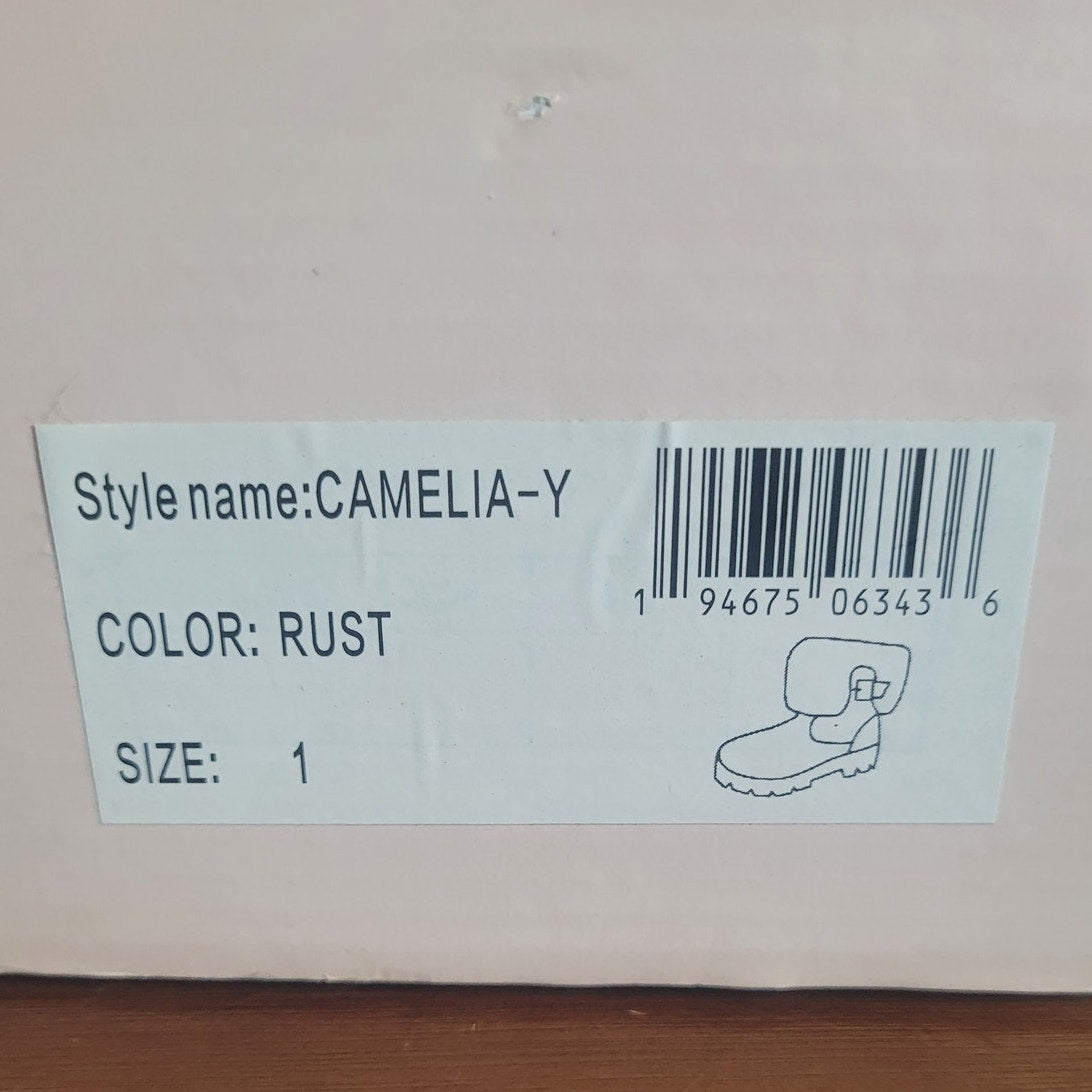 Style name:CAMELIA-Y
1 94675 06343 6
COLOR: RUST
SIZE: 1